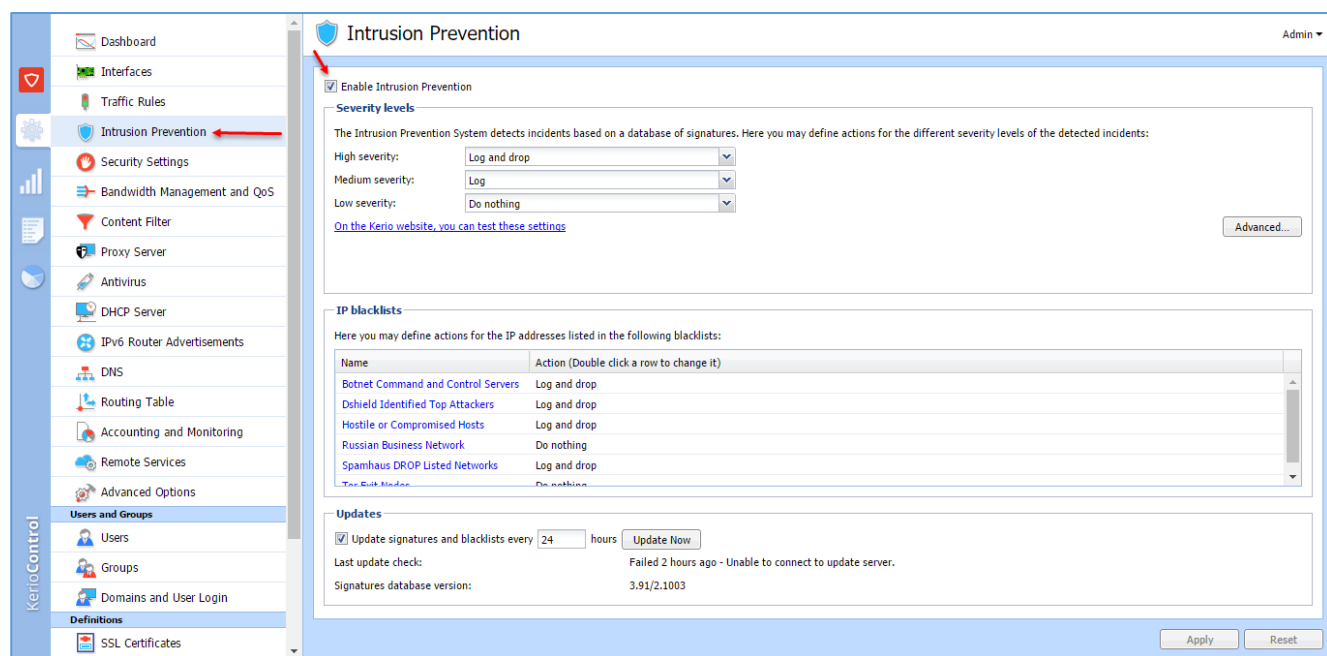 Dashboard
Interfaces
Traffic Rules
Intrusion Prevention
Security Settings
Bandwidth Management and QoS
Content Filter
Proxy Server
Antivirus
DHCP Server
IPv6 Router Advertisements
DNS
Routing Table
Accounting and Monitoring
Remote Services
Advanced Options
Users and Groups
Users
Groups
Domains and User Login
Definitions
SSL Certificates
KerioControl
Intrusion Prevention
Admin
Enable Intrusion Prevention
Severity levels
The Intrusion Prevention System detects incidents based on a database of signatures. Here you may define actions for the different severity levels of the detected incidents:
High severity: Log and drop
Medium severity: Log
Low severity: Do nothing
On the Kerio website, you can test these settings
Advanced...
IP blacklists
Here you may define actions for the IP addresses listed in the following blacklists:
Name Action (Double click a row to change it)
Botnet Command and Control Servers Log and drop
Dshield Identified Top Attackers Log and drop
Hostile or Compromised Hosts Log and drop
Russian Business Network Do nothing
Spamhaus DROP Listed Networks Log and drop
Tor Exit Nodes Do nothing
Updates
Update signatures and blacklists every 24 hours Update Now
Last update check: Failed 2 hours ago - Unable to connect to update server.
Signatures database version: 3.91/2.1003
Apply Reset